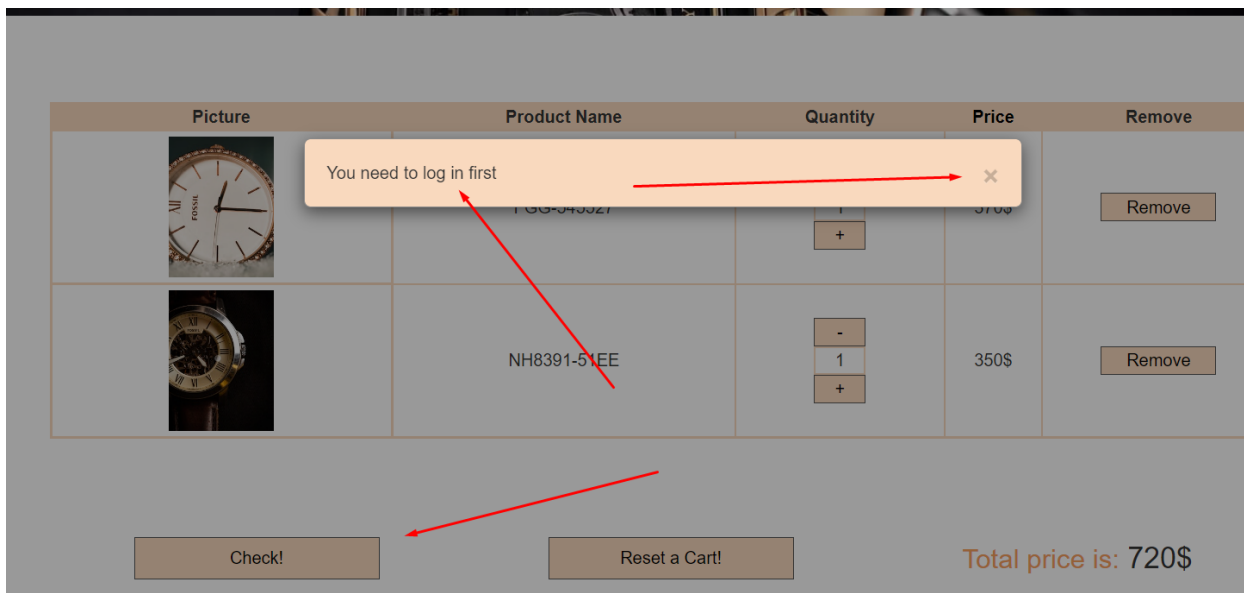 Picture Product Name Quantity Price Remove
You need to log in first ×
FOSSIL
1 Remove
+
-
NH8391-51EE 1 350$ Remove
+
Check! Reset a Cart! Total price is: 720$